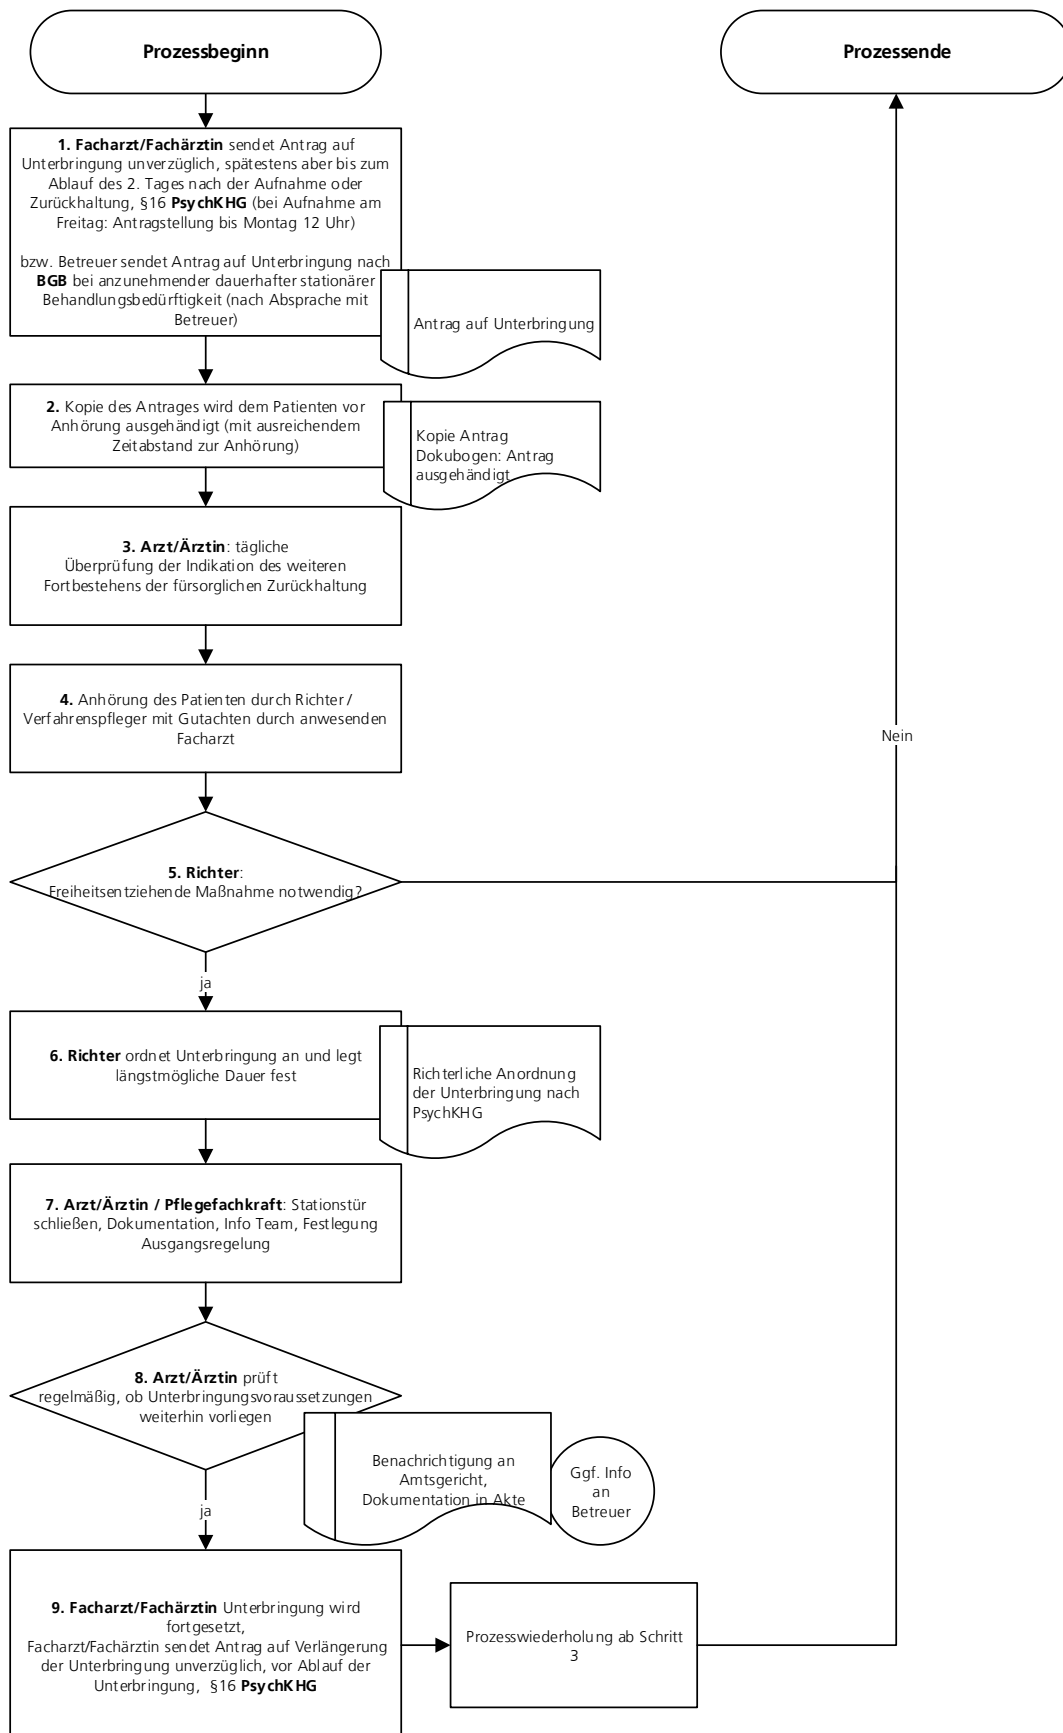 Prozessbeginn
Prozessende
1. Facharzt/Fachärztin sendet Antrag auf
Unterbringung unverzüglich, spätestens aber bis zum
Ablauf des 2. Tages nach der Aufnahme oder
Zurückhaltung, §16 PsychKHG (bei Aufnahme am
Freitag: Antragstellung bis Montag 12 Uhr)
bzw. Betreuer sendet Antrag auf Unterbringung nach
BGB bei anzunehmender dauerhafter stationärer
Behandlungsbedürftigkeit (nach Absprache mit
Betreuer)
Antrag auf Unterbringung
2. Kopie des Antrages wird dem Patienten vor
Anhörung ausgehändigt (mit ausreichendem
Zeitabstand zur Anhörung)
Kopie Antrag
Dokubogen: Antrag
ausgehändigt
3. Arzt/Ärztin: tägliche
Überprüfung der Indikation des weiteren
Fortbestehens der fürsorglichen Zurückhaltung
4. Anhörung des Patienten durch Richter /
Verfahrenspfleger mit Gutachten durch anwesenden
Facharzt
Nein
5. Richter:
Freiheitsentziehende Maßnahme notwendig?
ja
6. Richter ordnet Unterbringung an und legt
längstmögliche Dauer fest
Richterliche Anordnung
der Unterbringung nach
PsychKHG
7. Arzt/Ärztin / Pflegefachkraft: Stationstür
schließen, Dokumentation, Info Team, Festlegung
Ausgangsregelung
8. Arzt/Ärztin prüft
regelmäßig, ob Unterbringungsvoraussetzungen
weiterhin vorliegen
Benachrichtigung an
Amtsgericht,
Dokumentation in Akte
Ggf. Info
an
Betreuer
ja
9. Facharzt/Fachärztin Unterbringung wird
fortgesetzt,
Facharzt/Fachärztin sendet Antrag auf Verlängerung
der Unterbringung unverzüglich, vor Ablauf der
Unterbringung, §16 PsychKHG
Prozesswiederholung ab Schritt
3